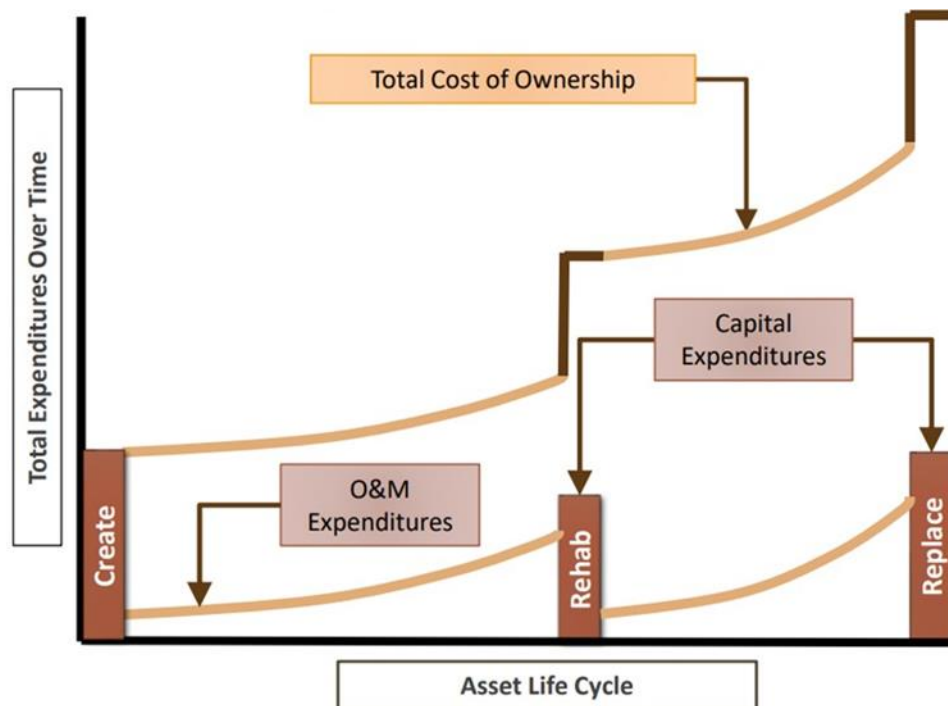 Total Cost of Ownership
Total Expenditures Over Time
Capital
Expenditures
O&M
Expenditures
Create
Rehab
Replace
Asset Life Cycle